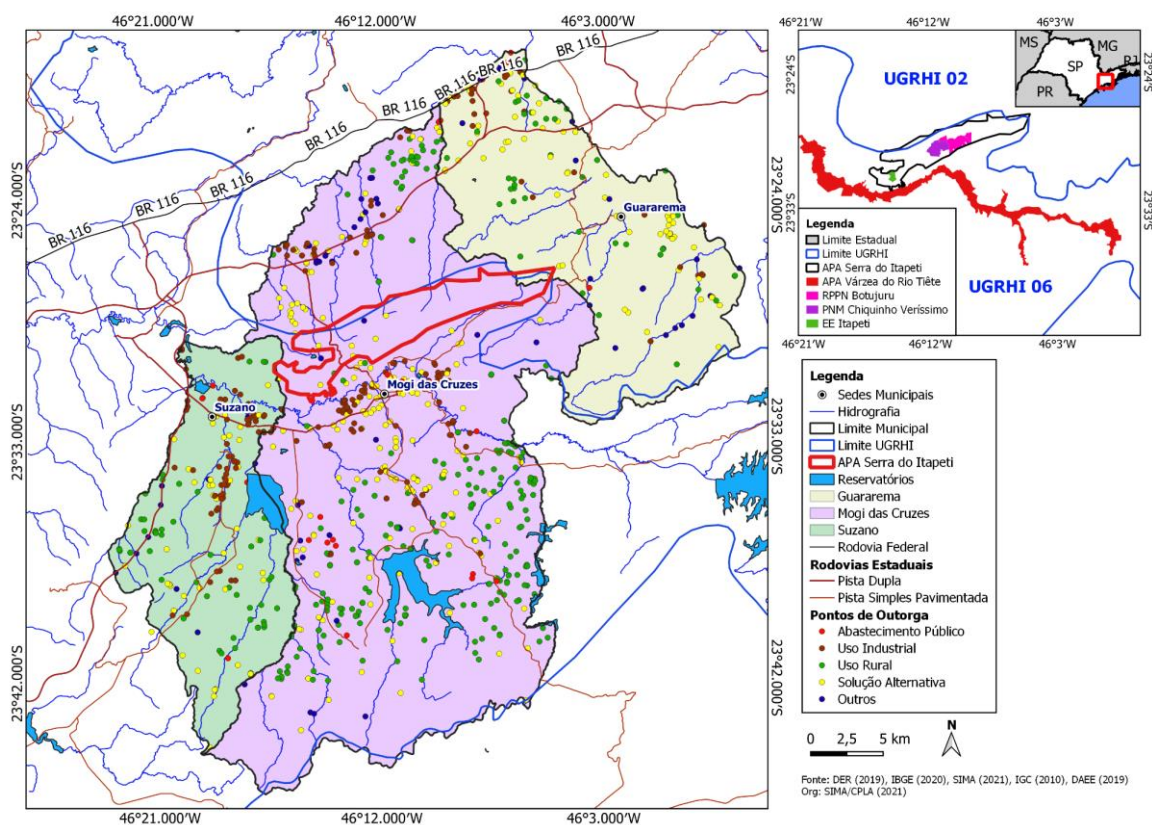 46°21.000'W 46°12.000'W 46°3.000'W
23°24.000'S
23°33.000'S
23°42.000'S
BR 116
BR 116
BR 116
BR 116
BR 116
BR 116
BR 116
BR 116
Guararema
Mogi das Cruzes
Suzano
23°24.000'S
23°33.000'S
23°42.000'S
46°21.000'W 46°12.000'W 46°3.000'W
46°21'W 46°12'W 46°3'W
23°24'S
23°33'S
UGRHI 02
MS
MG
SP
RJ
PR
23°24'S
23°33'S
UGRHI 06
Legenda
Limite Estadual
Limite UGRHI
APA Serra do Itapeti
APA Várzea do Rio Tiête
RPPN Botujuru
PNM Chiquinho Veríssimo
EE Itapeti
46°21'W 46°12'W 46°3'W
Legenda
Sedes Municipais
Hidrografia
Limite Municipal
Limite UGRHI
APA Serra do Itapeti
Reservatórios
Guararema
Mogi das Cruzes
Suzano
Rodovia Federal
Rodovias Estaduais
Pista Dupla
Pista Simples Pavimentada
Pontos de Outorga
Abastecimento Público
Uso Industrial
Uso Rural
Solução Alternativa
Outros
0 2,5 5 km
N
Fonte: DER (2019), IBGE (2020), SIMA (2021), IGC (2010), DAEE (2019)
Org: SIMA/CPLA (2021)